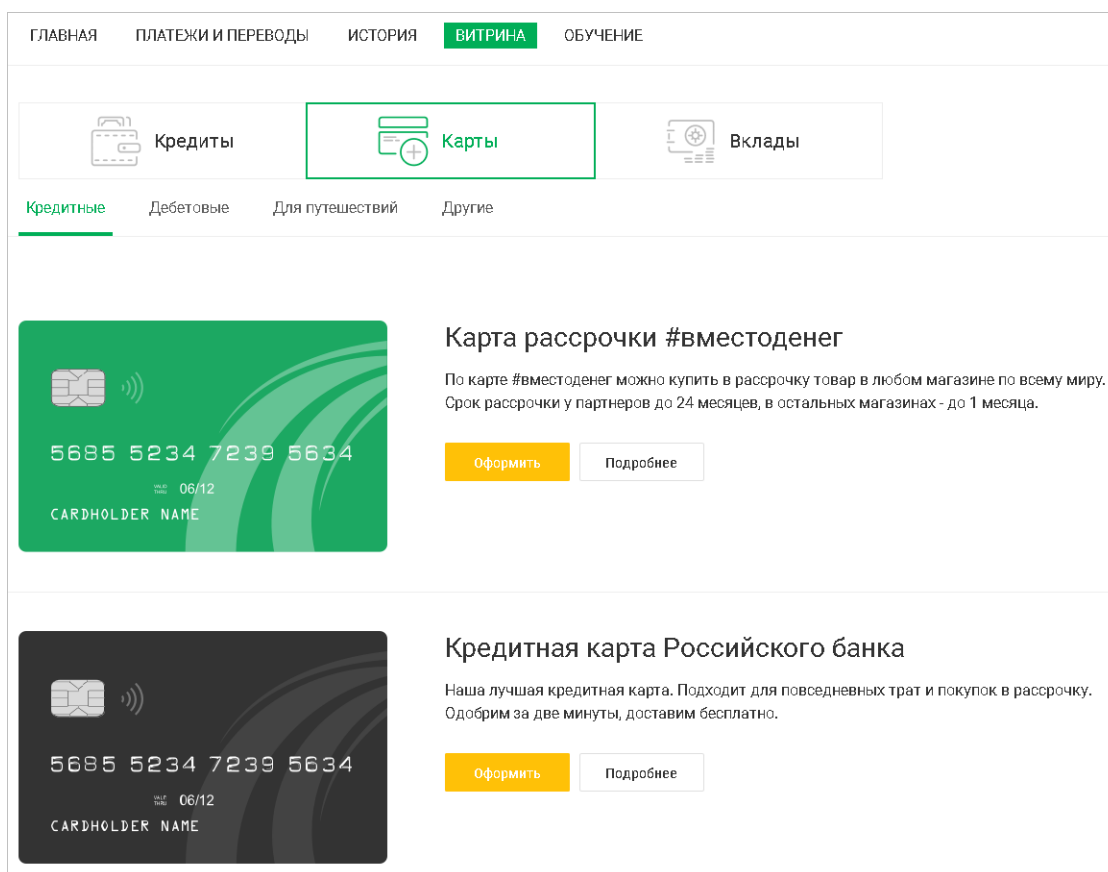 ГЛАВНАЯ ПЛАТЕЖИ И ПЕРЕВОДЫ ИСТОРИЯ ВИТРИНА ОБУЧЕНИЕ
Кредиты Карты Вклады
Кредитные Дебетовые Для путешествий Другие
Карта рассрочки #вместоденег
По карте #вместоденег можно купить в рассрочку товар в любом магазине по всему миру.
Срок рассрочки у партнеров до 24 месяцев, в остальных магазинах - до 1 месяца.
Оформить Подробнее
5685 5234 7239 5634
VALID
THRU 06/12
CARDHOLDER NAME
Кредитная карта Российского банка
Наша лучшая кредитная карта. Подходит для повседневных трат и покупок в рассрочку.
Одобрим за две минуты, доставим бесплатно.
Оформить Подробнее
5685 5234 7239 5634
VALID
THRU 06/12
CARDHOLDER NAME